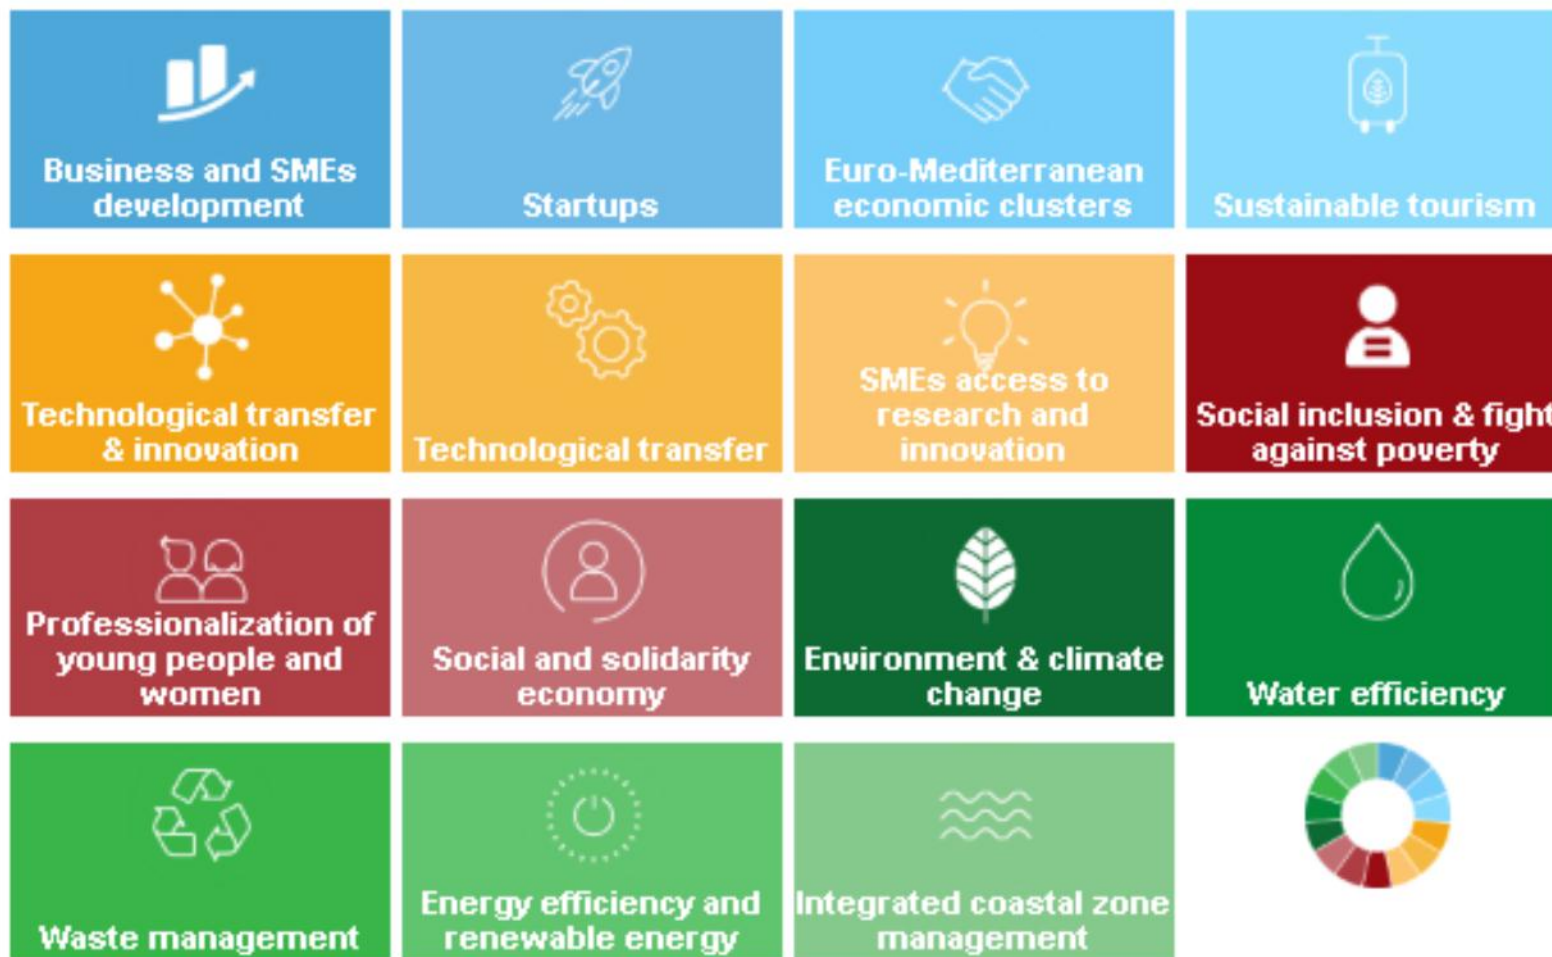 Business and SMEs
development
Startups
Euro-Mediterranean
economic clusters
Sustainable tourism
Technological transfer
& innovation
Technological transfer
SMEs access to
research and
innovation
Social inclusion & fight
against poverty
Professionalization of
young people and
women
Social and solidarity
economy
Environment & climate
change
Water efficiency
Waste management
Energy efficiency and
renewable energy
Integrated coastal zone
management